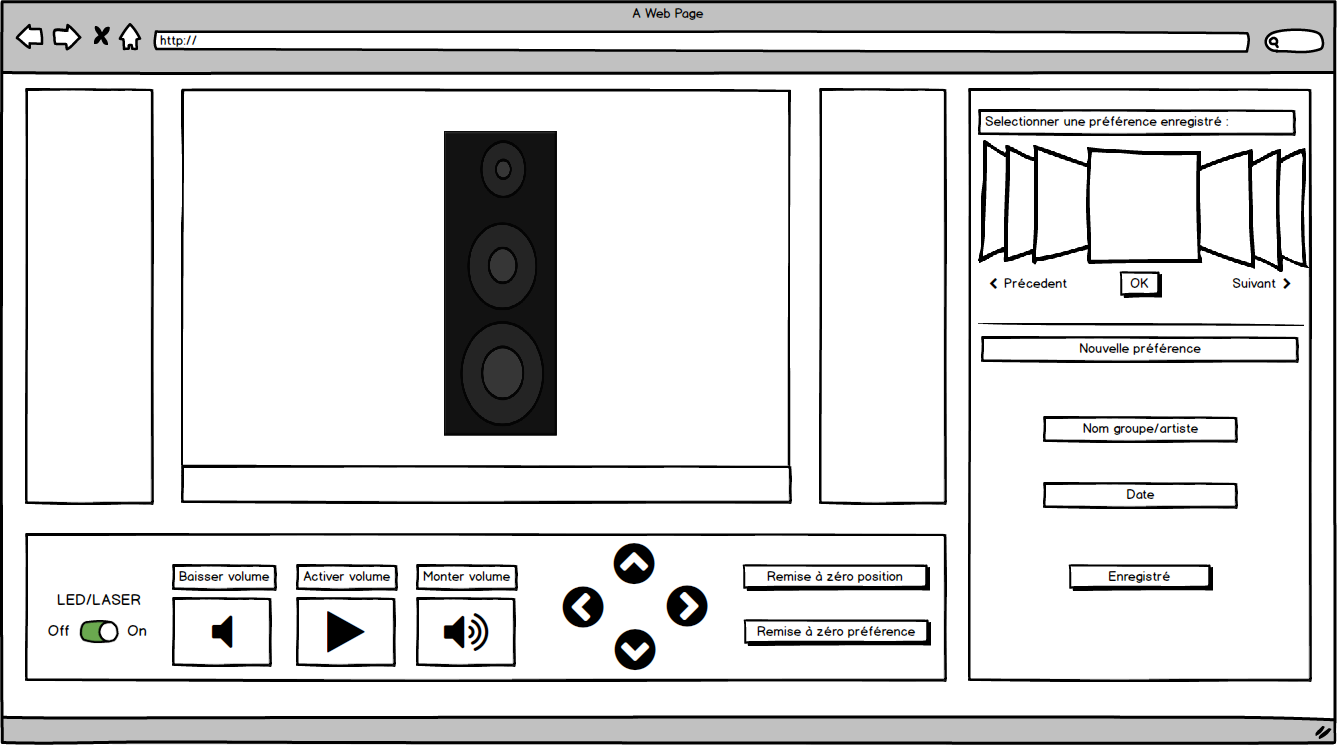 A Web Page
http://
Selectionner une préférence enregistré :
Précedent
OK
Suivant
Nouvelle préférence
Nom groupe/artiste
Date
Enregistré
LED/LASER
Off
On
Baisser volume
Activer volume
Monter volume
Remise à zéro position
Remise à zéro préférence